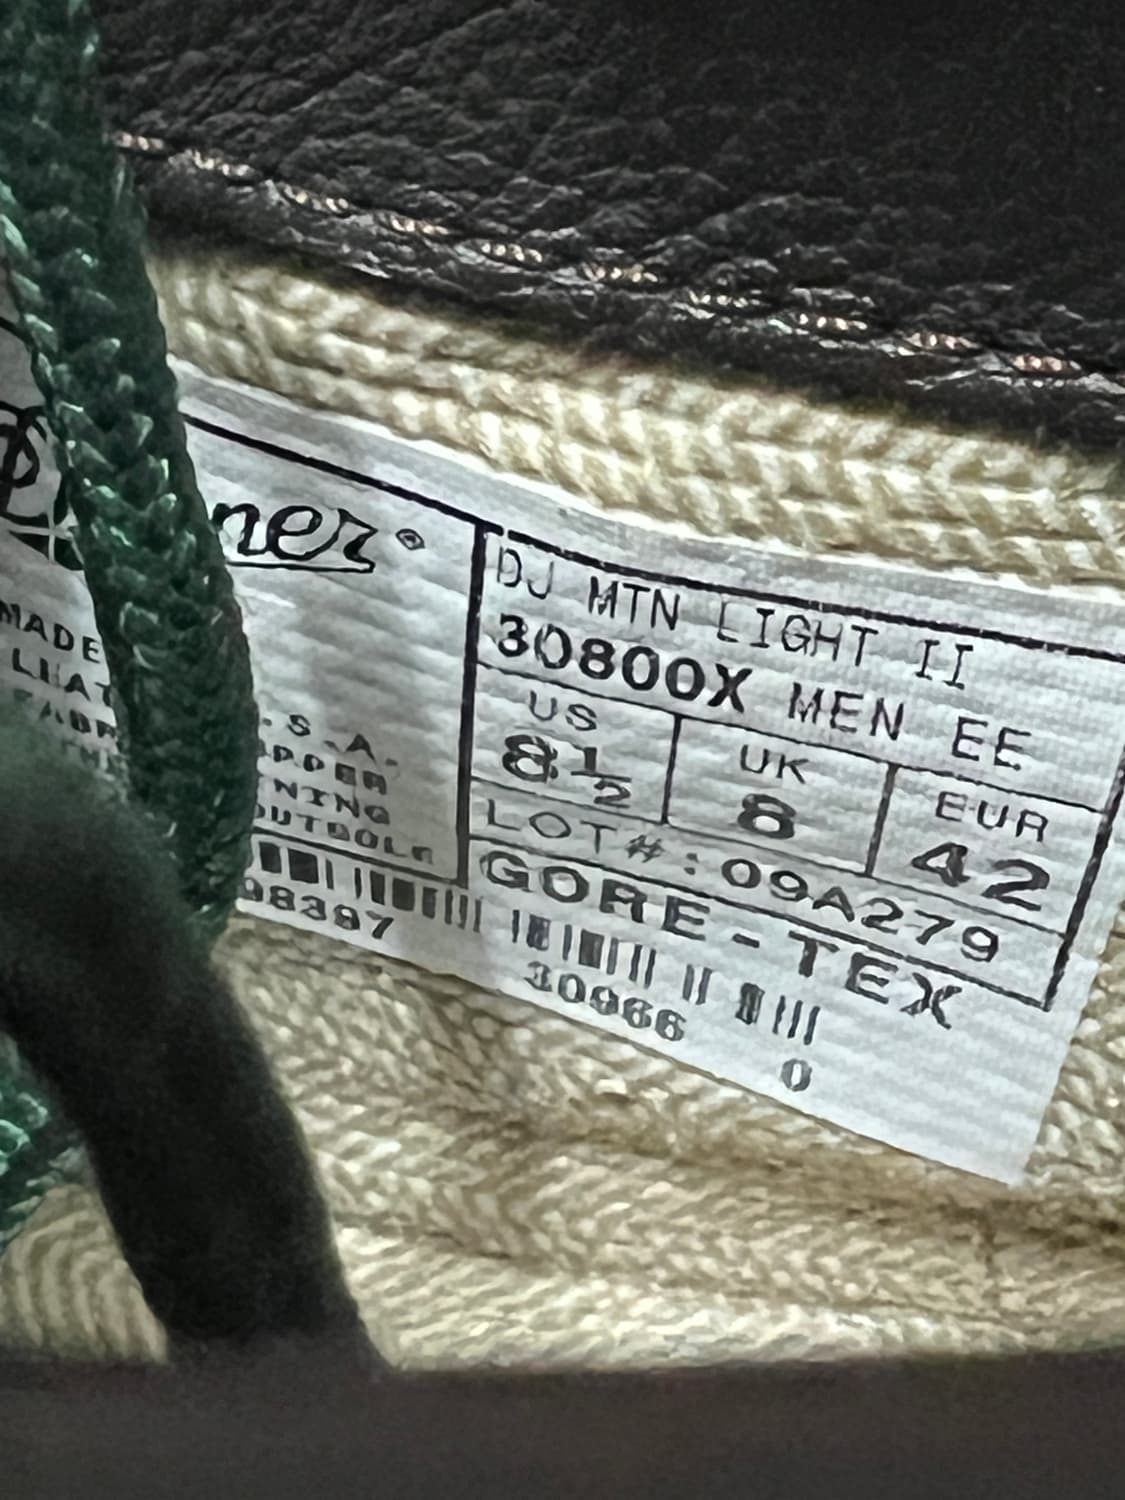 ner®
MADE
.S.A.
NING
DJ MTN LIGHT II
30800X MEN EE
US 8½
UK 8
EUR 42
LOT#: 09A279
GORE-TEX
98397
30966
0